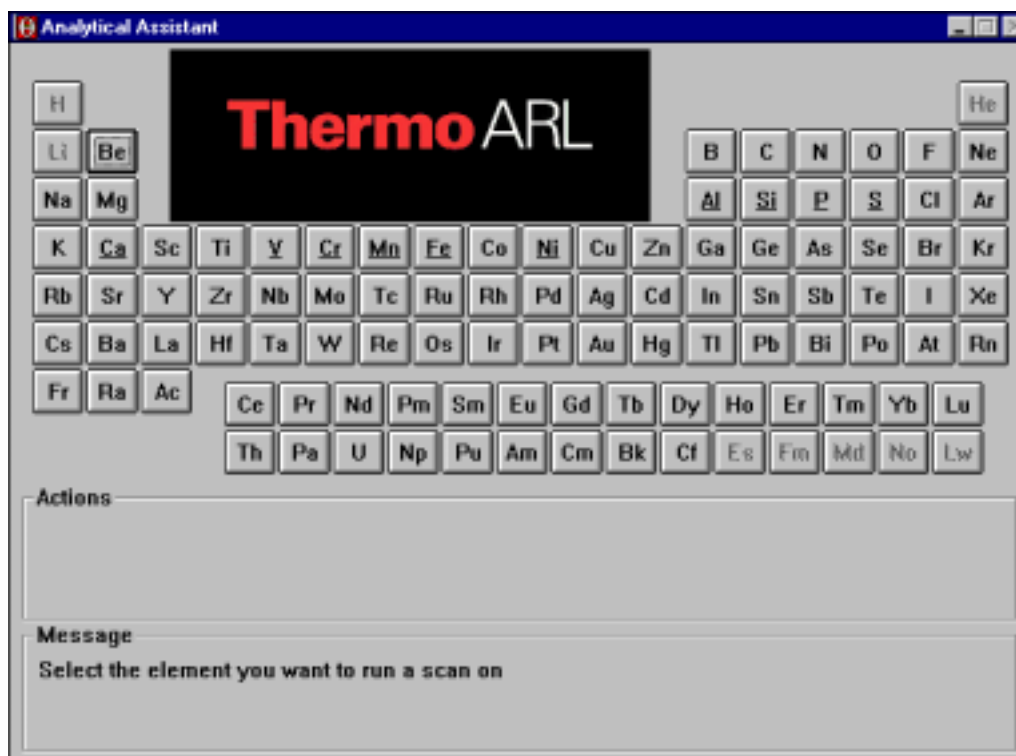 Analytical Assistant
Thermo ARL
H He
Li Be B C N O F Ne
Na Mg Al Si P S Cl Ar
K Ca Sc Ti V Cr Mn Fe Co Ni Cu Zn Ga Ge As Se Br Kr
Rb Sr Y Zr Nb Mo Tc Ru Rh Pd Ag Cd In Sn Sb Te I Xe
Cs Ba La Hf Ta W Re Os Ir Pt Au Hg Tl Pb Bi Po At Rn
Fr Ra Ac
Ce Pr Nd Pm Sm Eu Gd Tb Dy Ho Er Tm Yb Lu
Th Pa U Np Pu Am Cm Bk Cf Es Fm Md No Lw
Actions
Message
Select the element you want to run a scan on